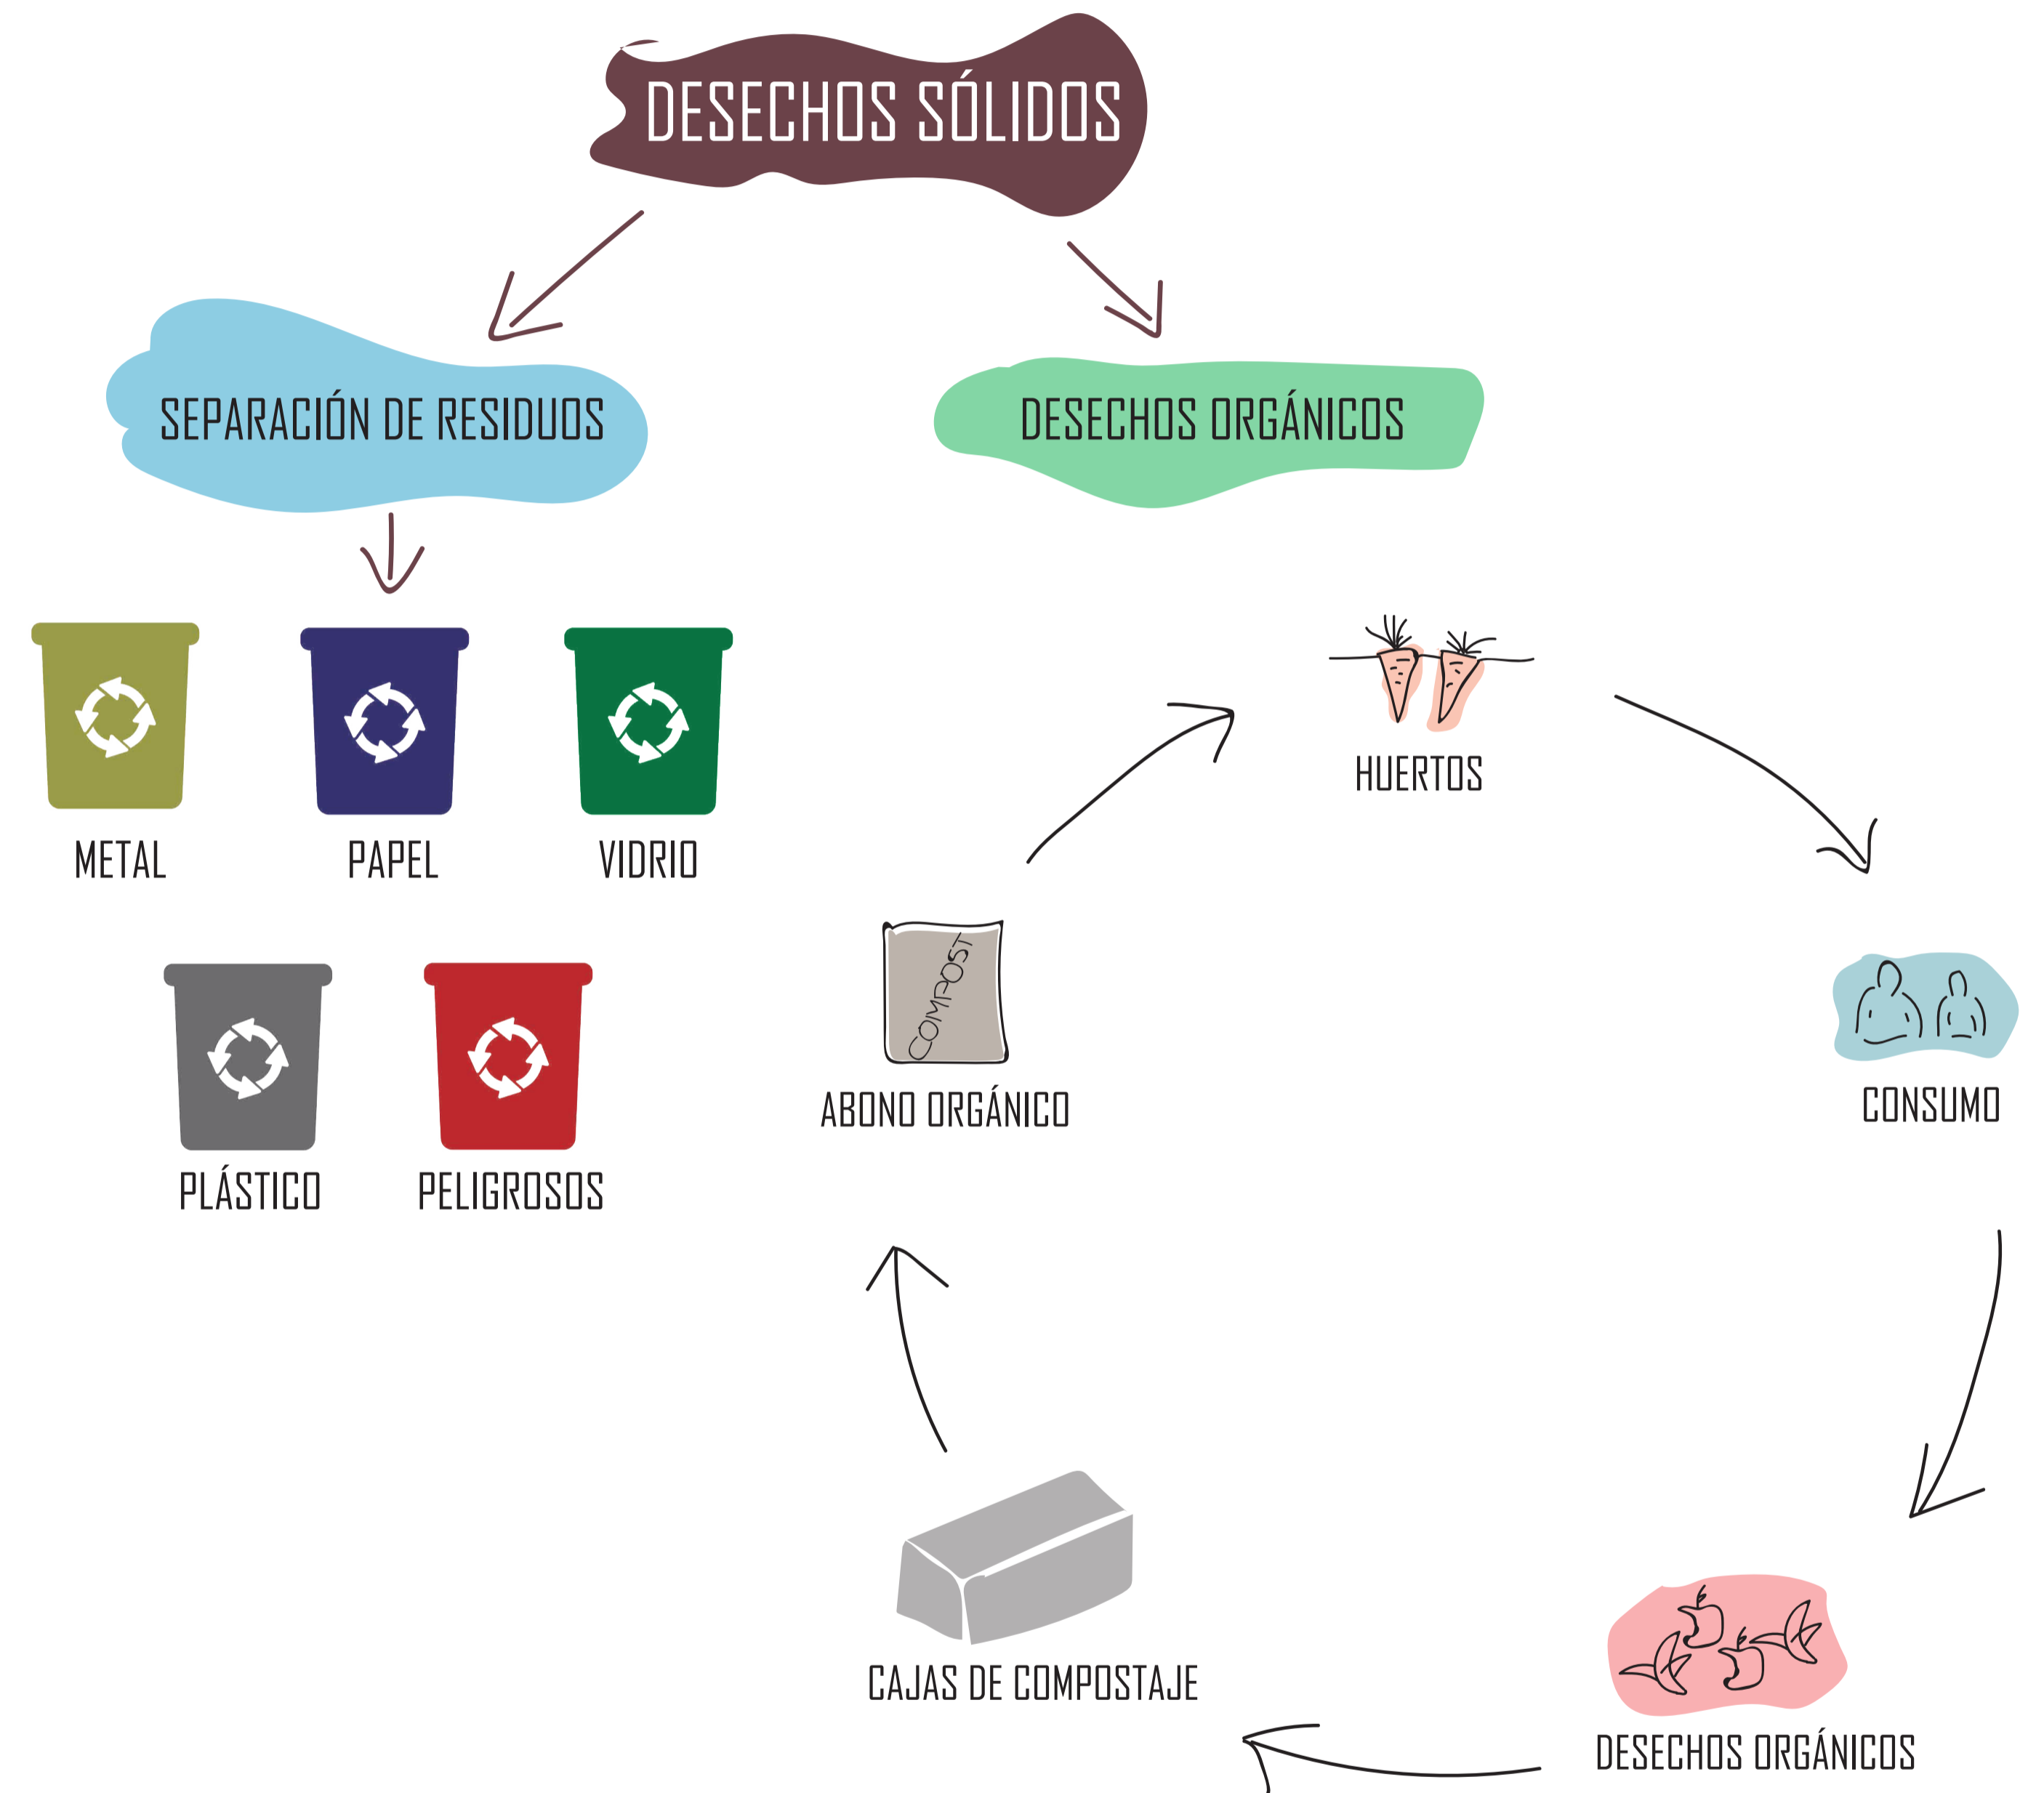 DESECHOS SÓLIDOS
SEPARACIÓN DE RESIDUOS
DESECHOS ORGÁNICOS
METAL
PAPEL
VIDRIO
PLÁSTICO
PELIGROSOS
HUERTOS
CONSUMO
DESECHOS ORGÁNICOS
CAJAS DE COMPOSTAJE
COMPOST
ABONO ORGÁNICO